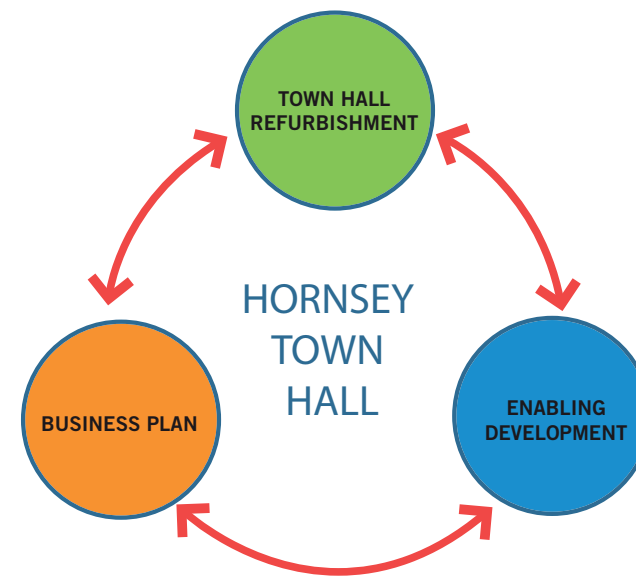 TOWN HALL
REFURBISHMENT
HORNSEY
TOWN
HALL
BUSINESS PLAN
ENABLING
DEVELOPMENT